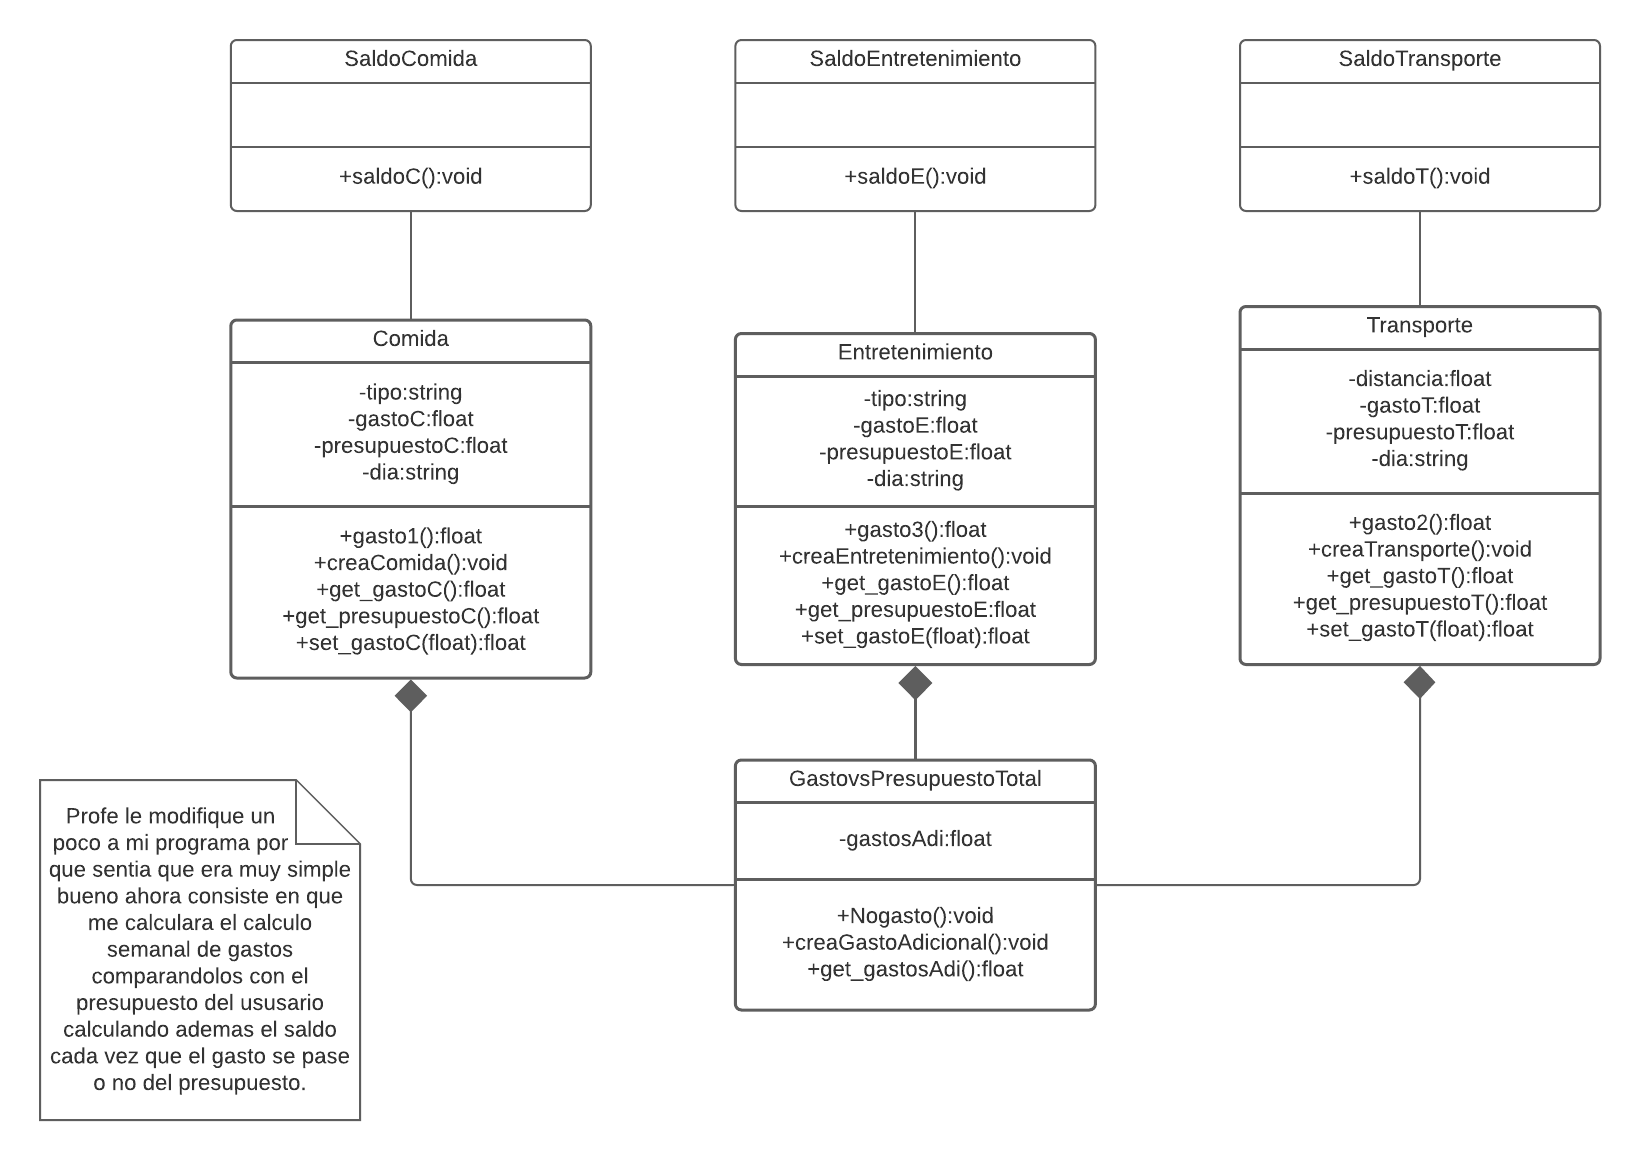 SaldoComida
+saldoC():void
SaldoEntretenimiento
+saldoE():void
SaldoTransporte
+saldoT():void
Comida
-tipo:string
-gastoC:float
-presupuestoC:float
-dia:string
+gasto1():float
+creaComida():void
+get_gastoC():float
+get_presupuestoC():float
+set_gastoC(float):float
Entretenimiento
-tipo:string
-gastoE:float
-presupuestoE:float
-dia:string
+gasto3():float
+creaEntretenimiento():void
+get_gastoE():float
+get_presupuestoE:float
+set_gastoE(float):float
Transporte
-distancia:float
-gastoT:float
-presupuestoT:float
-dia:string
+gasto2():float
+creaTransporte():void
+get_gastoT():float
+get_presupuestoT():float
+set_gastoT(float):float
Profe le modifique un
poco a mi programa por
que sentia que era muy simple
bueno ahora consiste en que
me calculara el calculo
semanal de gastos
comparandolos con el
presupuesto del ususario
calculando ademas el saldo
cada vez que el gasto se pase
o no del presupuesto.
GastovsPresupuestoTotal
-gastosAdi:float
+Nogasto():void
+creaGastoAdicional():void
+get_gastosAdi():float